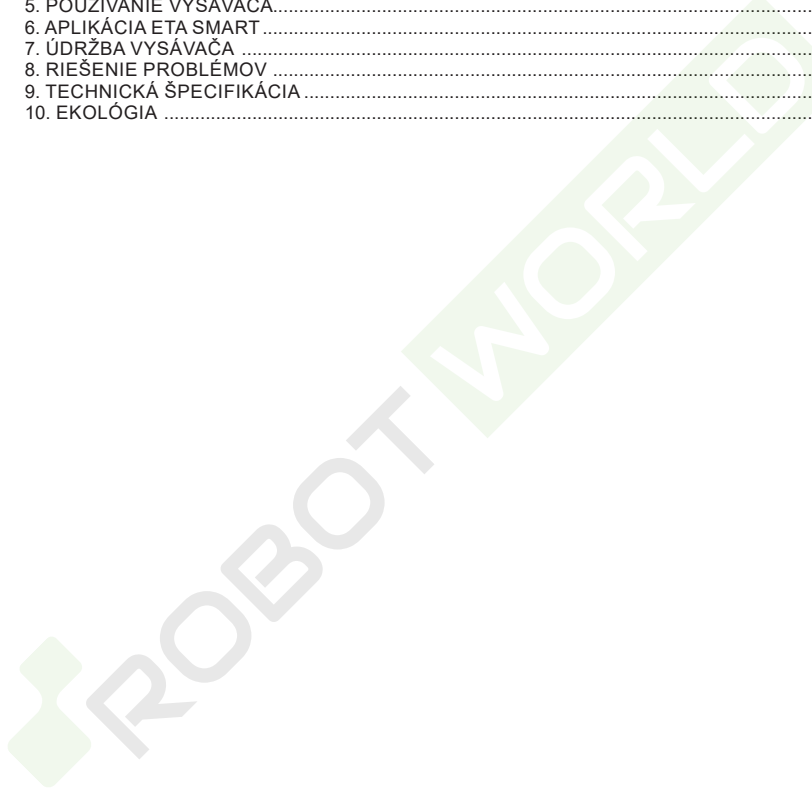 5. POUŽÍVANIE VYSÁVAČA.....................................................................................................
6. APLIKÁCIA ETA SMART.......................................................................................................
7. ÚDRŽBA VYSÁVAČA ...........................................................................................................
8. RIEŠENIE PROBLÉMOV .....................................................................................................
9. TECHNICKÁ ŠPECIFIKÁCIA ...............................................................................................
10. EKOLÓGIA ..........................................................................................................................
ROBOT WORLD